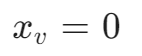 x_v = 0